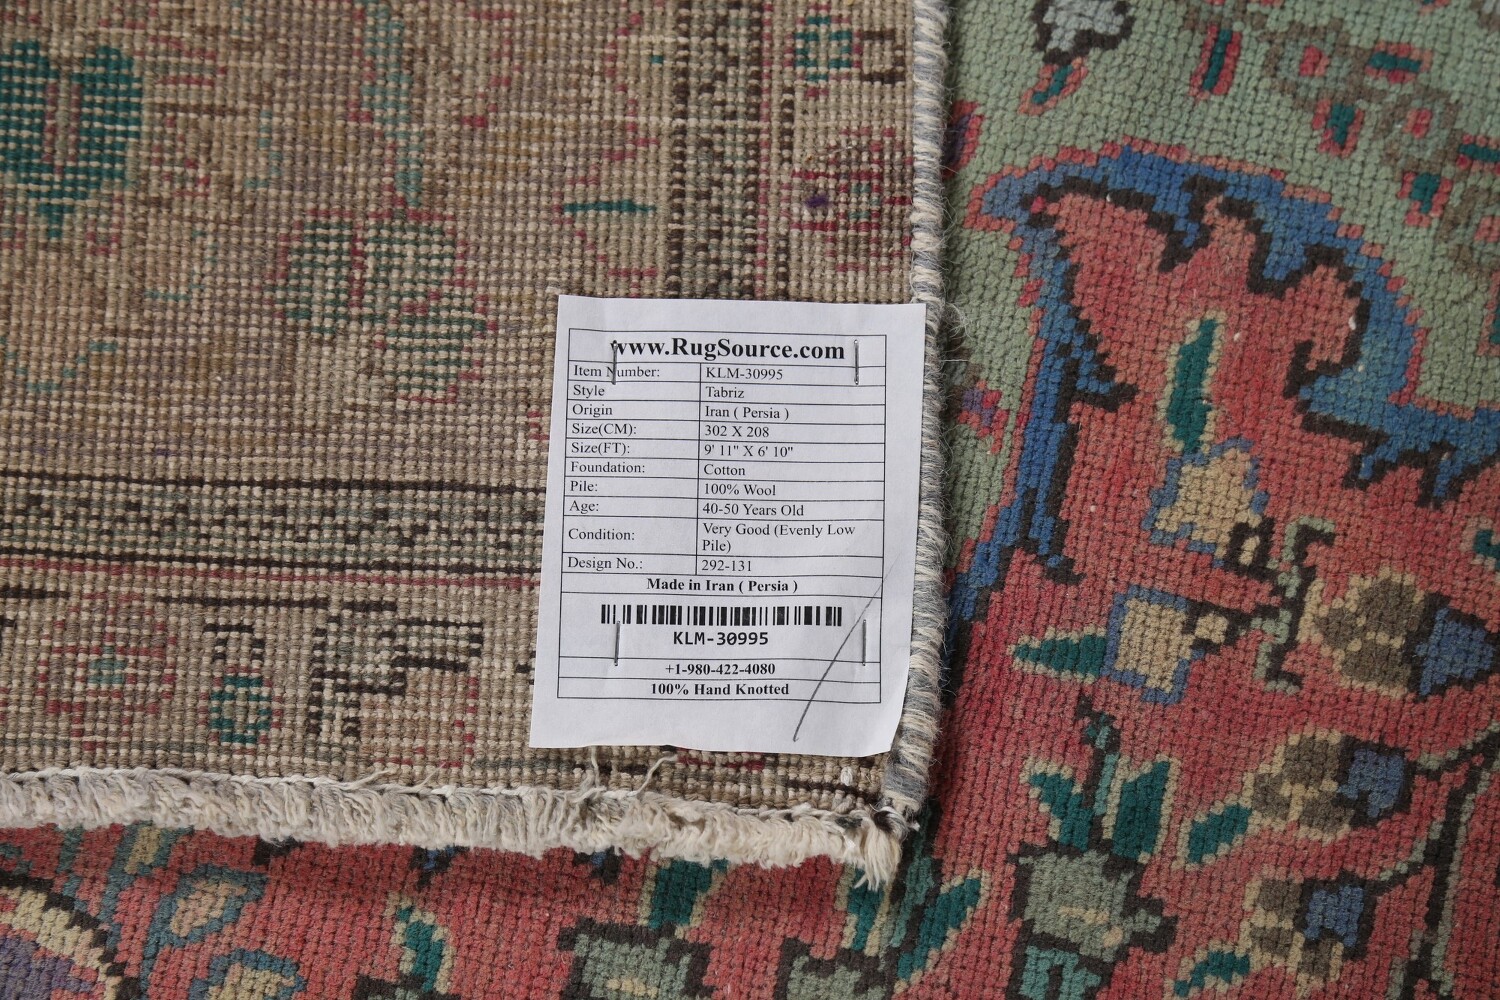 www.RugSource.com
Item Number: KLM-30995
Style Tabriz
Origin Iran ( Persia )
Size(CM): 302 X 208
Size(FT): 9' 11" X 6' 10"
Foundation: Cotton
Pile: 100% Wool
Age: 40-50 Years Old
Condition: Very Good (Evenly Low
Pile)
Design No.: 292-131
Made in Iran ( Persia )
KLM-30995
+1-980-422-4080
100% Hand Knotted